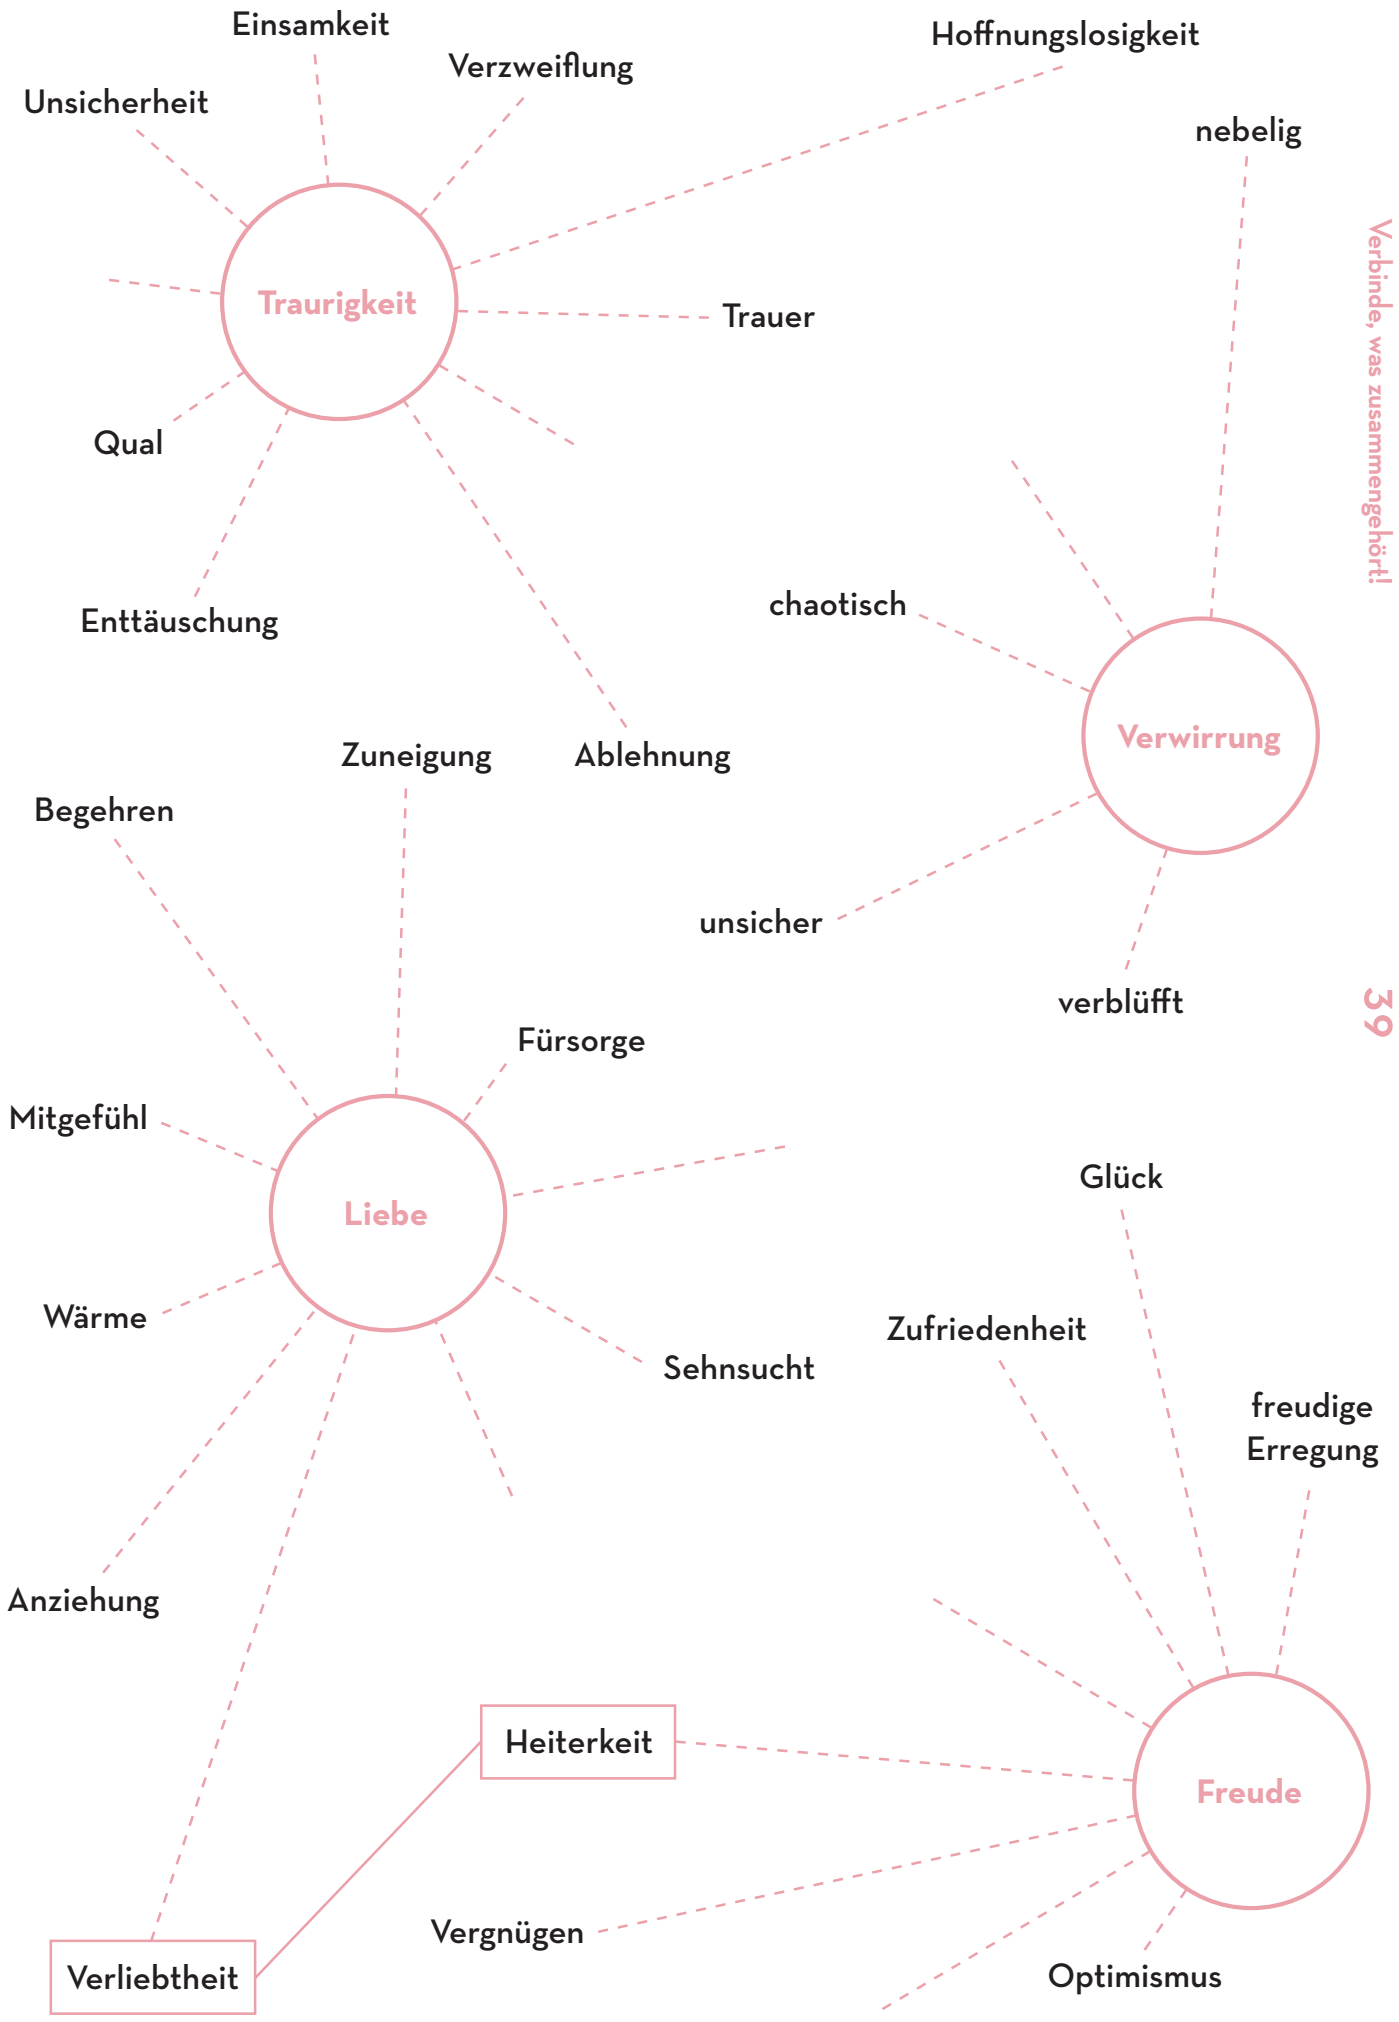 Einsamkeit
Hoffnungslosigkeit
Verzweiflung
Unsicherheit
nebelig
Traurigkeit
Trauer
Qual
Enttäuschung
Ablehnung
chaotisch
Verwirrung
unsicher
verblüfft
Verbinde, was zusammengehört!
39
Zuneigung
Begehren
Fürsorge
Mitgefühl
Liebe
Wärme
Sehnsucht
Anziehung
Verliebtheit
Glück
Zufriedenheit
freudige
Erregung
Heiterkeit
Freude
Vergnügen
Optimismus